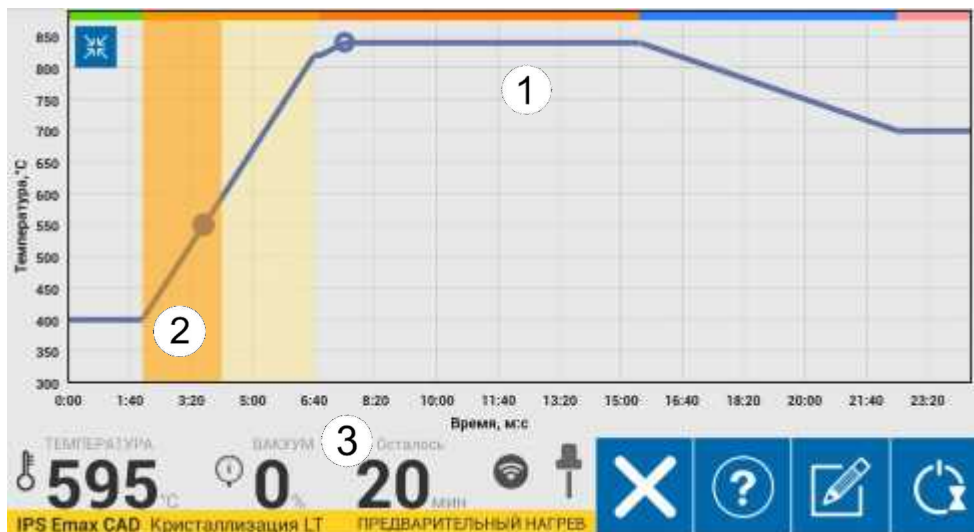 850
800
750
700
650
600
550
500
450
400
350
300
Температура,°C
1
2
0:00 1:40 3:20 5:00 6:40 8:20 10:00 11:40 13:20 15:00 16:40 18:20 20:00 21:40 23:20
Время, м:с
3
ТЕМПЕРАТУРА ВАКУУМ Осталось
595 °C 0 % 20 мин
?
IPS Emax CAD Кристаллизация LT ПРЕДВАРИТЕЛЬНЫЙ НАГРЕВ